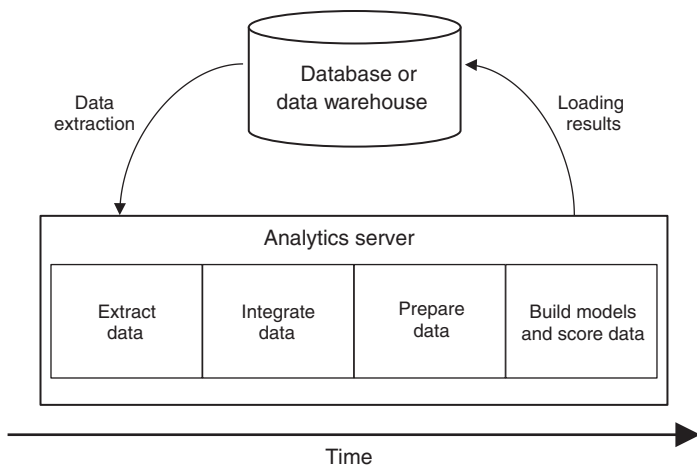 Database or
data warehouse
Data
extraction
Loading
results
Analytics server
Extract
data
Integrate
data
Prepare
data
Build models
and score data
Time